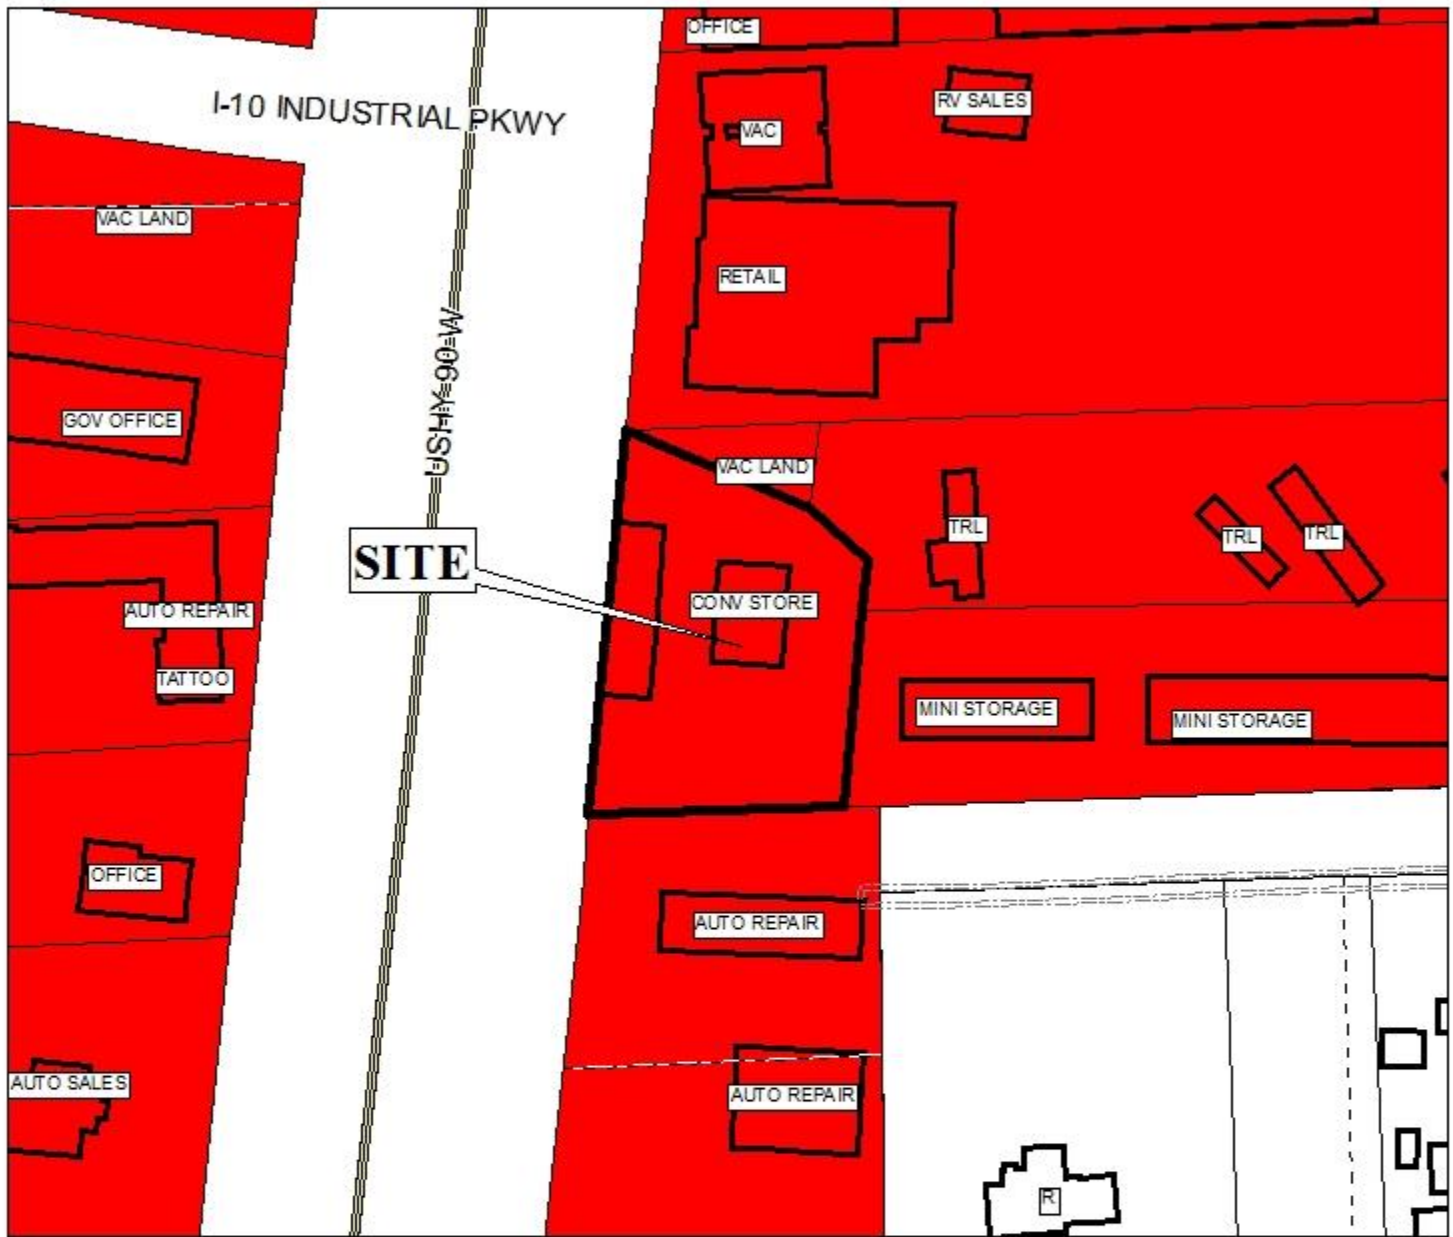 OFFICE
RV SALES
I-10 INDUSTRIAL PKWY
VAC
VAC LAND
RETAIL
USHY 90 W
GOV OFFICE
VAC LAND
TRL
TRL
TRL
SITE
CONV STORE
AUTO REPAIR
TATTOO
MINI STORAGE
MINI STORAGE
OFFICE
AUTO REPAIR
AUTO SALES
AUTO REPAIR
R